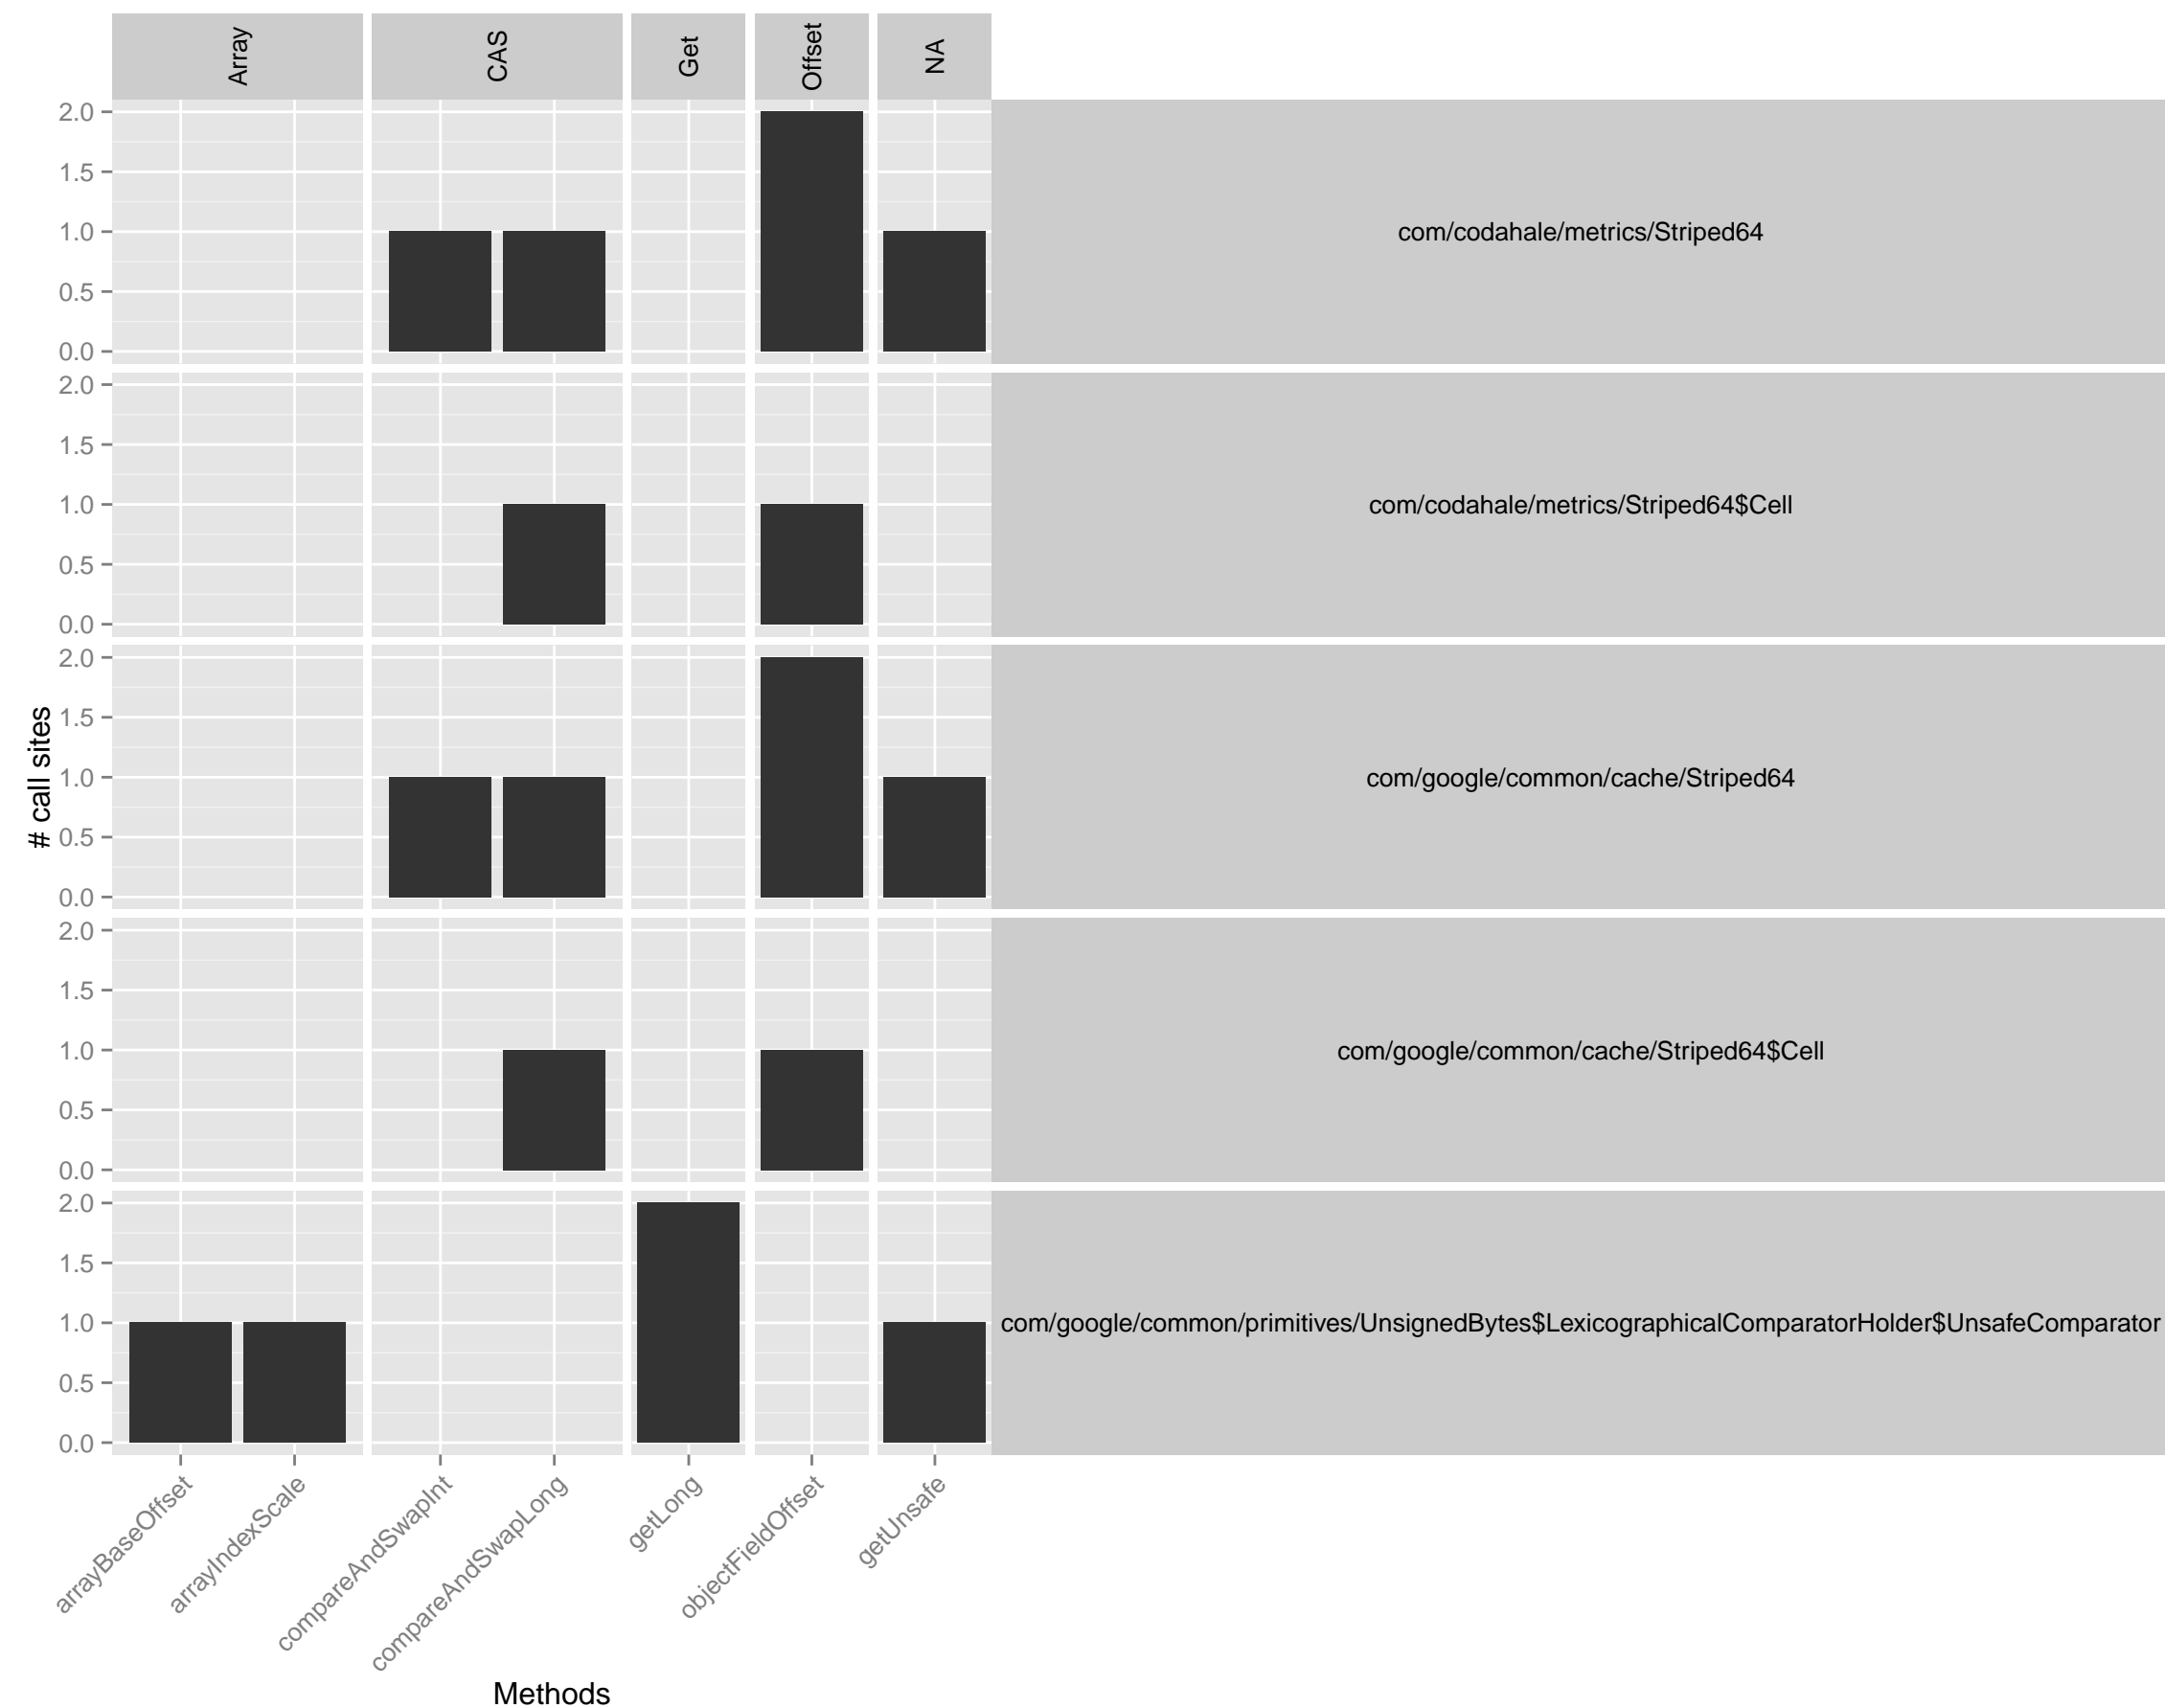 Array
CAS
Get
Offset
NA
2.0
1.5
1.0
0.5
0.0
com/codahale/metrics/Striped64
2.0
1.5
1.0
0.5
0.0
com/codahale/metrics/Striped64$Cell
2.0
1.5
1.0
0.5
0.0
com/google/common/cache/Striped64
2.0
1.5
1.0
0.5
0.0
com/google/common/cache/Striped64$Cell
2.0
1.5
1.0
0.5
0.0
com/google/common/primitives/UnsignedBytes$LexicographicalComparatorHolder$UnsafeComparator
# call sites
arrayBaseOffset
arrayIndexScale
compareAndSwapInt
compareAndSwapLong
getLong
objectFieldOffset
getUnsafe
Methods